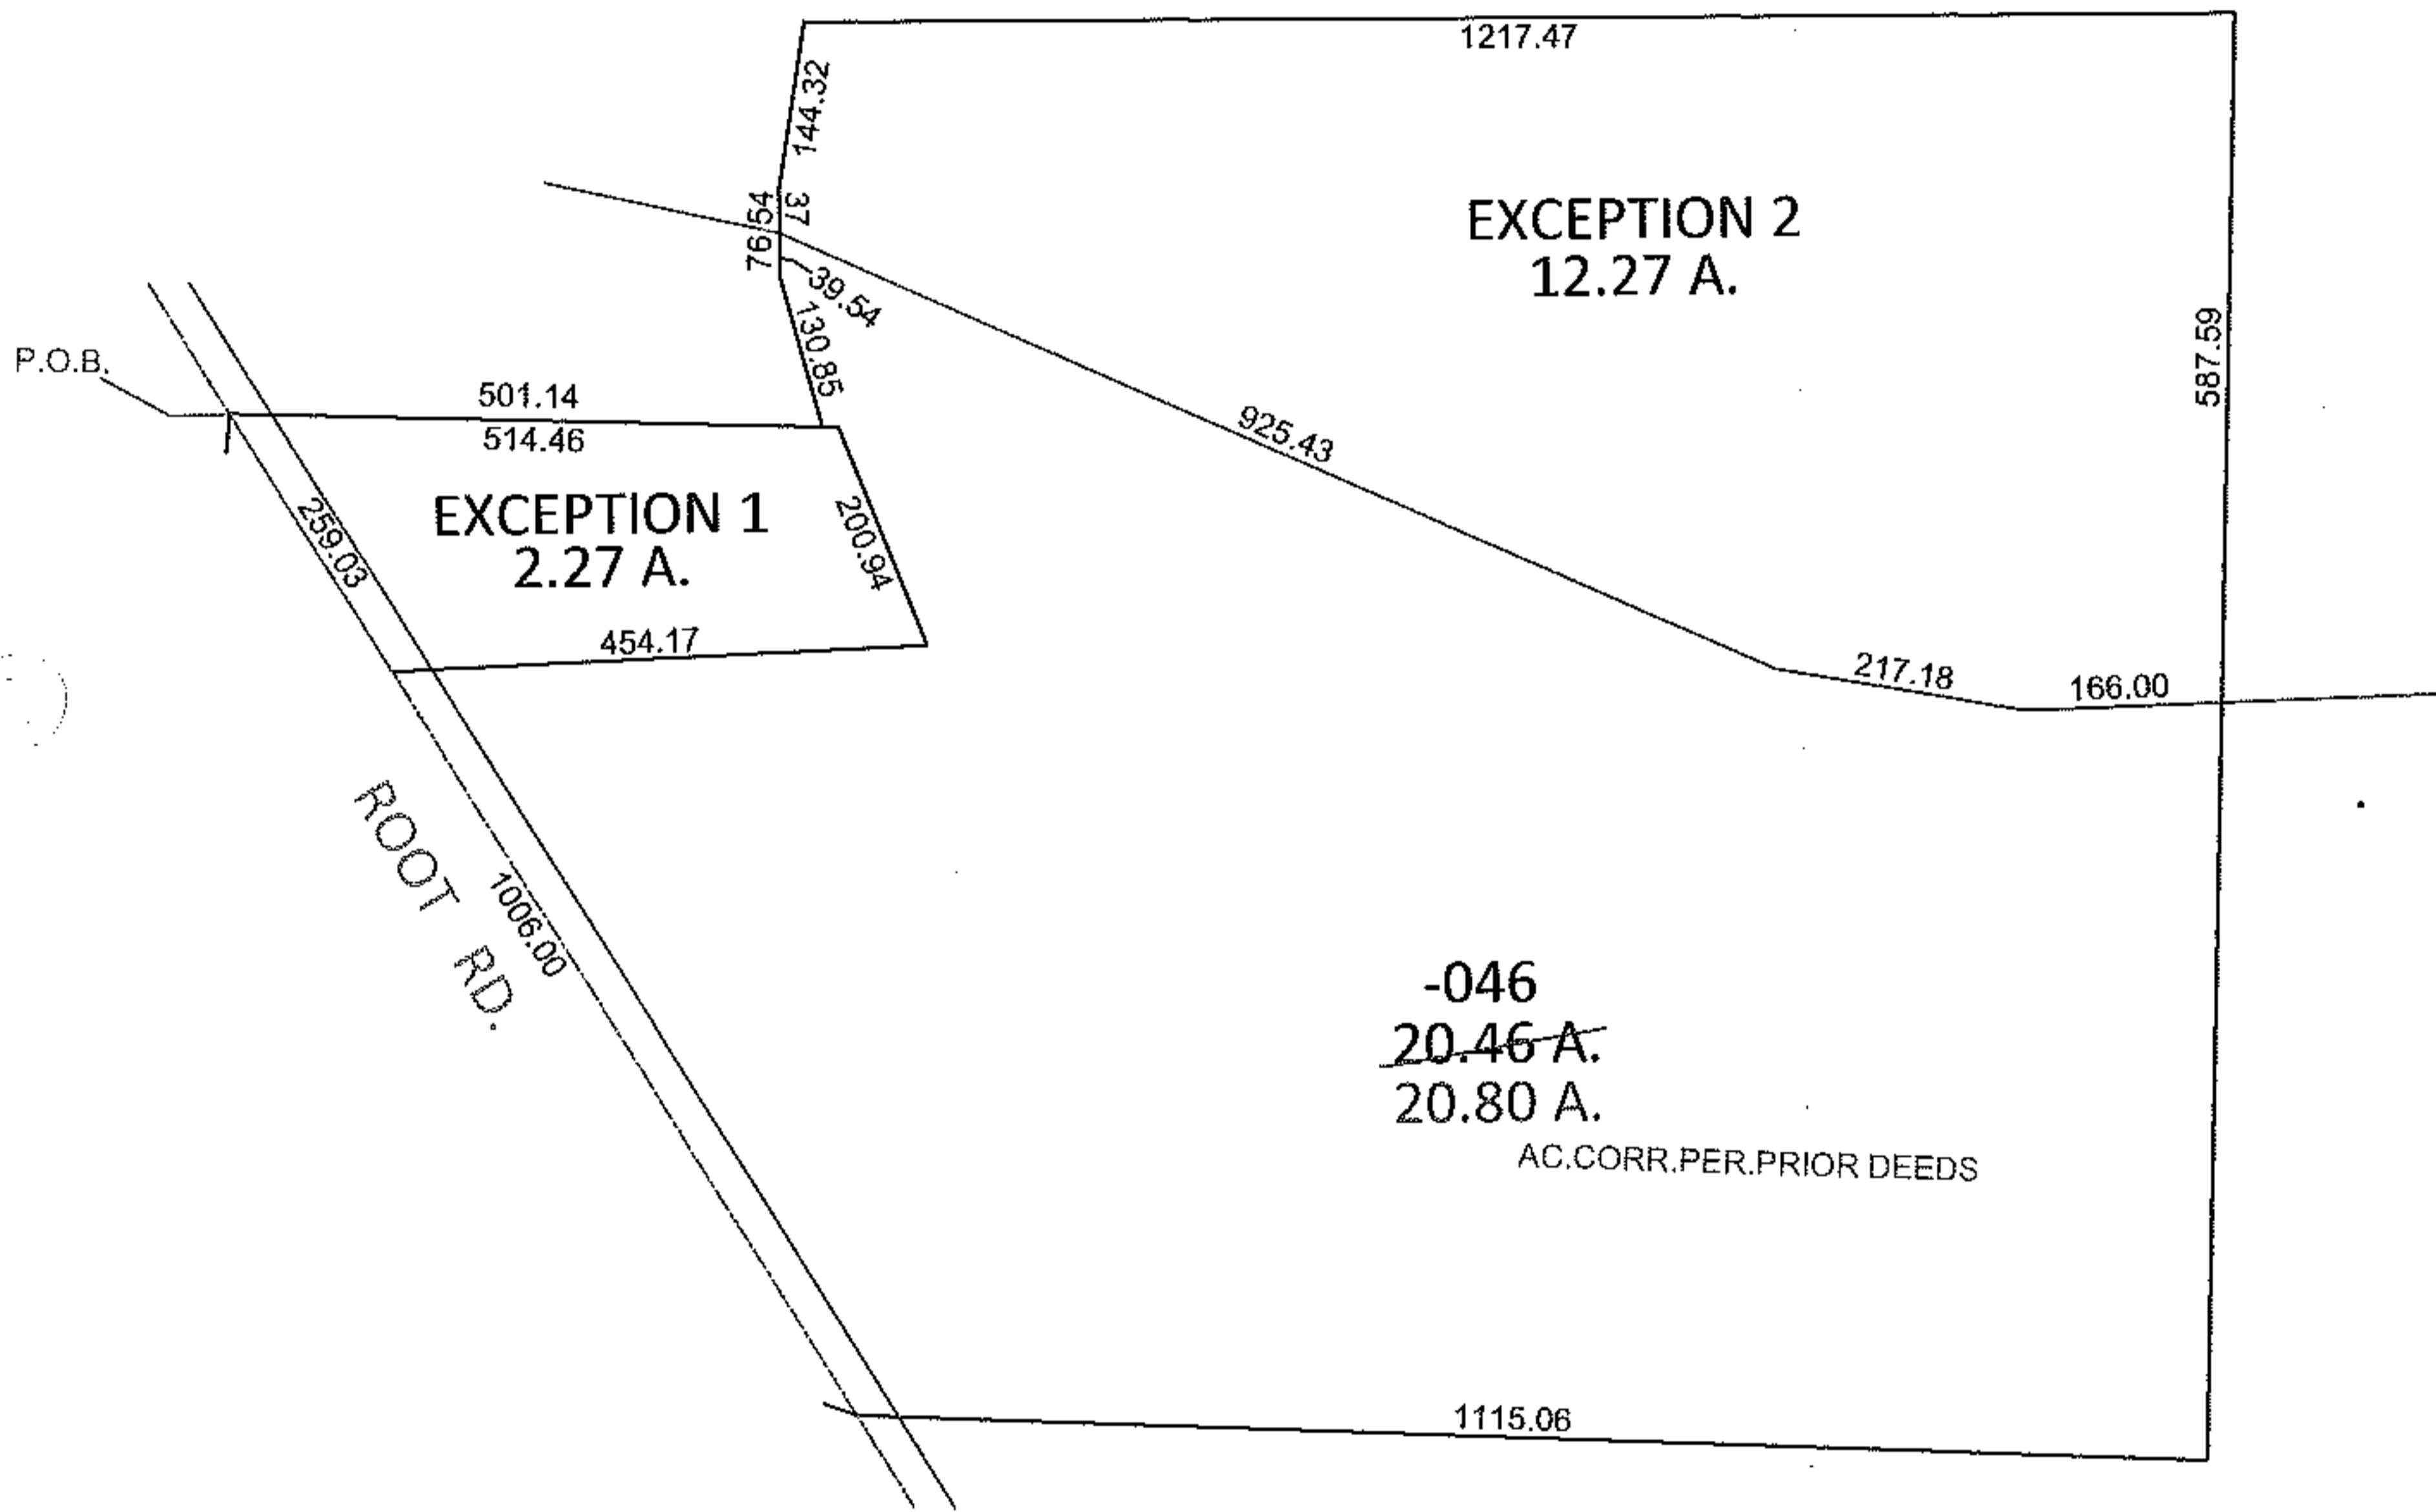 1217.47
144.32
37
76.54
39.54
130.85
EXCEPTION 2
12.27 A.
587.59
P.O.B.
501.14
514.46
925.43
EXCEPTION 1
2.27 A.
259.03
200.94
454.17
217.18
166.00
ROOT RD.
1006.00
-046
20.46 A.
20.80 A.
AC.CORR.PER.PRIOR DEEDS
1115.06